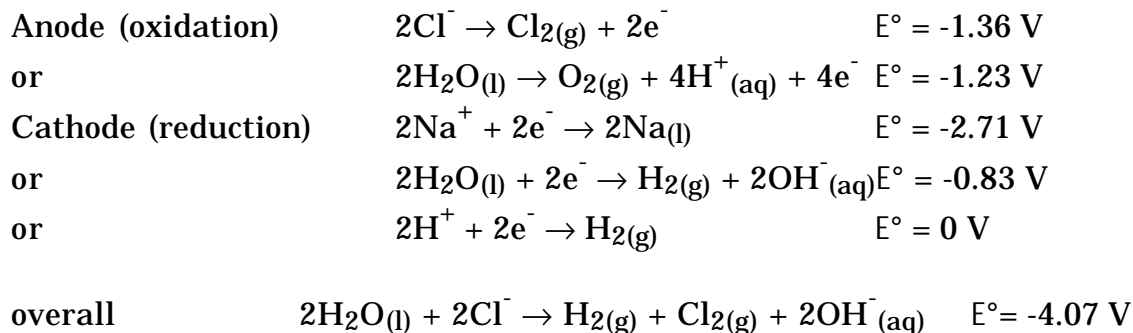 Anode (oxidation) 2Cl⁻ → Cl₂(g) + 2e⁻ E° = -1.36 V
or 2H₂O(l) → O₂(g) + 4H⁺(aq) + 4e⁻ E° = -1.23 V
Cathode (reduction) 2Na⁺ + 2e⁻ → 2Na(l) E° = -2.71 V
or 2H₂O(l) + 2e⁻ → H₂(g) + 2OH⁻(aq) E° = -0.83 V
or 2H⁺ + 2e⁻ → H₂(g) E° = 0 V
overall 2H₂O(l) + 2Cl⁻ → H₂(g) + Cl₂(g) + 2OH⁻(aq) E°= -4.07 V